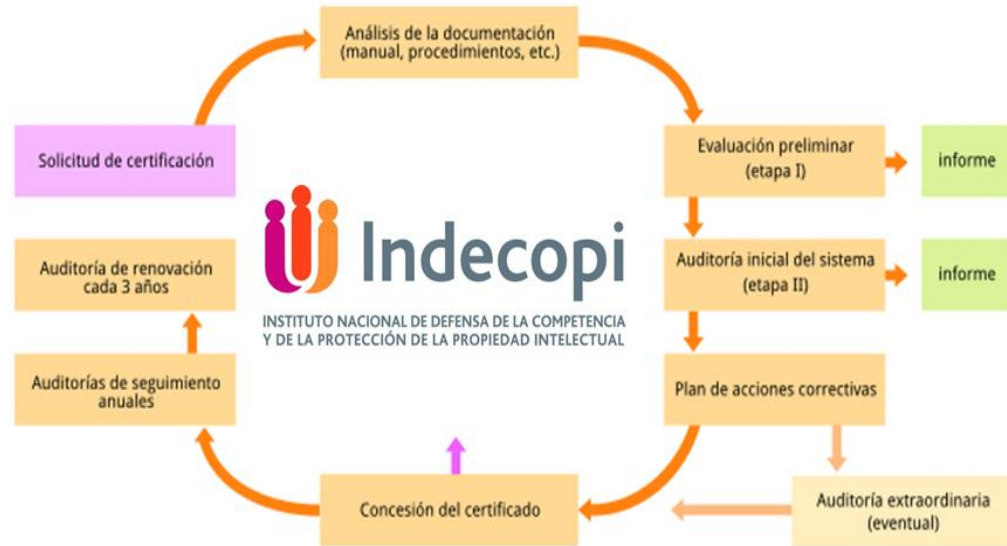 Análisis de la documentación
(manual, procedimientos, etc.)
Solicitud de certificación
Evaluación preliminar
(etapa I)
informe
Indecopi
INSTITUTO NACIONAL DE DEFENSA DE LA COMPETENCIA
Y DE LA PROTECCIÓN DE LA PROPIEDAD INTELECTUAL
Auditoría de renovación
cada 3 años
Auditoría inicial del sistema
(etapa II)
informe
Auditorías de seguimiento
anuales
Plan de acciones correctivas
Concesión del certificado
Auditoría extraordinaria
(eventual)